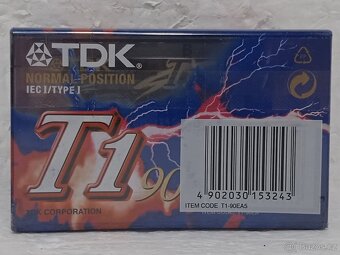 TDK
NORMAL·POSITION
IEC I/TYPE I
T1 90
4 902030 153243
ITEM CODE T1-90EA5
TDK CORPORATION